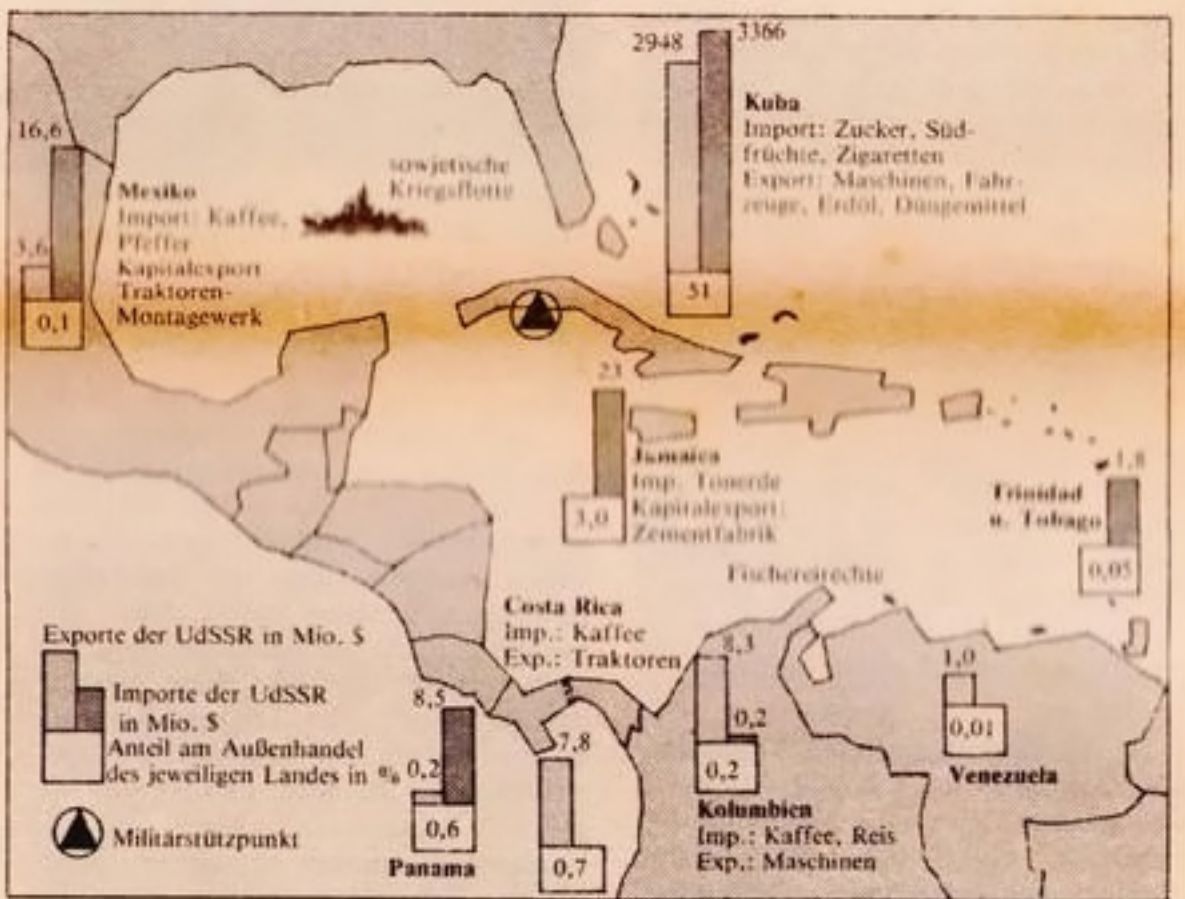 2948
3366
Kuba
Import: Zucker, Süd-
früchte, Zigaretten
Export: Maschinen, Fahr-
zeuge, Erdöl, Düngemittel
51
16,6
3,6
0,1
Mexiko
Import: Kaffee,
Pfeffer
Kapitalexport
Traktoren-
Montagewerk
sowjetische
Kriegsflotte
23
3,0
Jamaica
Imp. Tonerde
Kapitalexport:
Zementfabrik
1,8
Trinidad
u. Tobago
0,05
Fischereirechte
Costa Rica
Imp.: Kaffee
Exp.: Traktoren
7,8
0,7
8,3
0,2
0,2
Kolumbien
Imp.: Kaffee, Reis
Exp.: Maschinen
1,0
0,01
Venezuela
8,5
0,2
0,6
Panama
Exporte der UdSSR in Mio. $
Importe der UdSSR
in Mio. $
Anteil am Außenhandel
des jeweiligen Landes in %
Militärstützpunkt